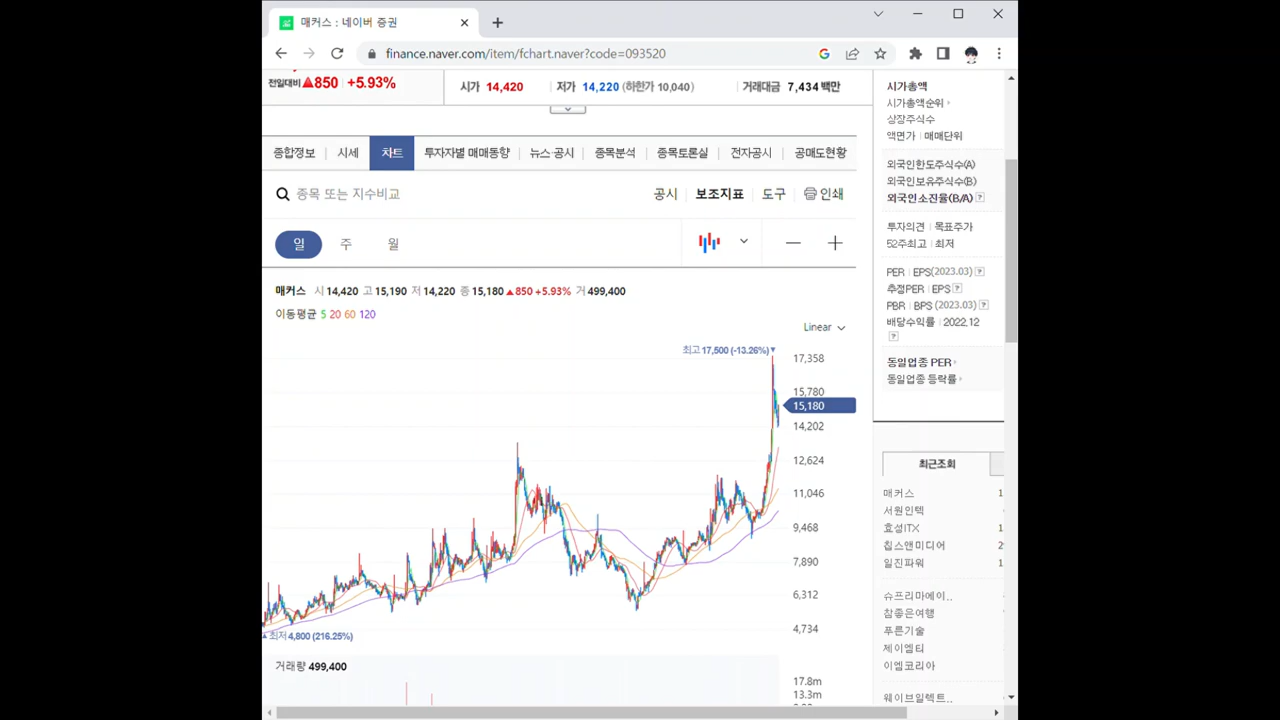 매커스 : 네이버 증권
finance.naver.com/item/fchart.naver?code=093520
전일대비 ▲850 +5.93%
시가 14,420 저가 14,220 (하한가 10,040) 거래대금 7,434 백만
종합정보 시세 차트 투자자별 매매동향 뉴스·공시 종목분석 종목토론실 전자공시 공매도현황
종목 또는 지수비교 공시 보조지표 도구 인쇄
일 주 월
매커스 시 14,420 고 15,190 저 14,220 종 15,180 ▲850 +5.93% 거 499,400
이동평균 5 20 60 120
Linear
최고 17,500 (-13.26%)▼
17,358
15,780
15,180
14,202
12,624
11,046
9,468
7,890
6,312
4,734
▲최저 4,800 (216.25%)
거래량 499,400
17.8m
13.3m
시가총액
시가총액순위
상장주식수
액면가 매매단위
외국인한도주식수(A)
외국인보유주식수(B)
외국인소진율(B/A) ?
투자의견 목표주가
52주최고 최저
PER EPS(2023.03) ?
추정PER EPS ?
PBR BPS (2023.03) ?
배당수익률 2022.12
?
동일업종 PER
동일업종 등락률
최근조회
매커스 1
서원인텍
효성ITX 1
칩스앤미디어 2
일진파워 1
슈프리마에이..
참좋은여행
푸른기술
제이엠티
이엠코리아
웨이브일렉트..